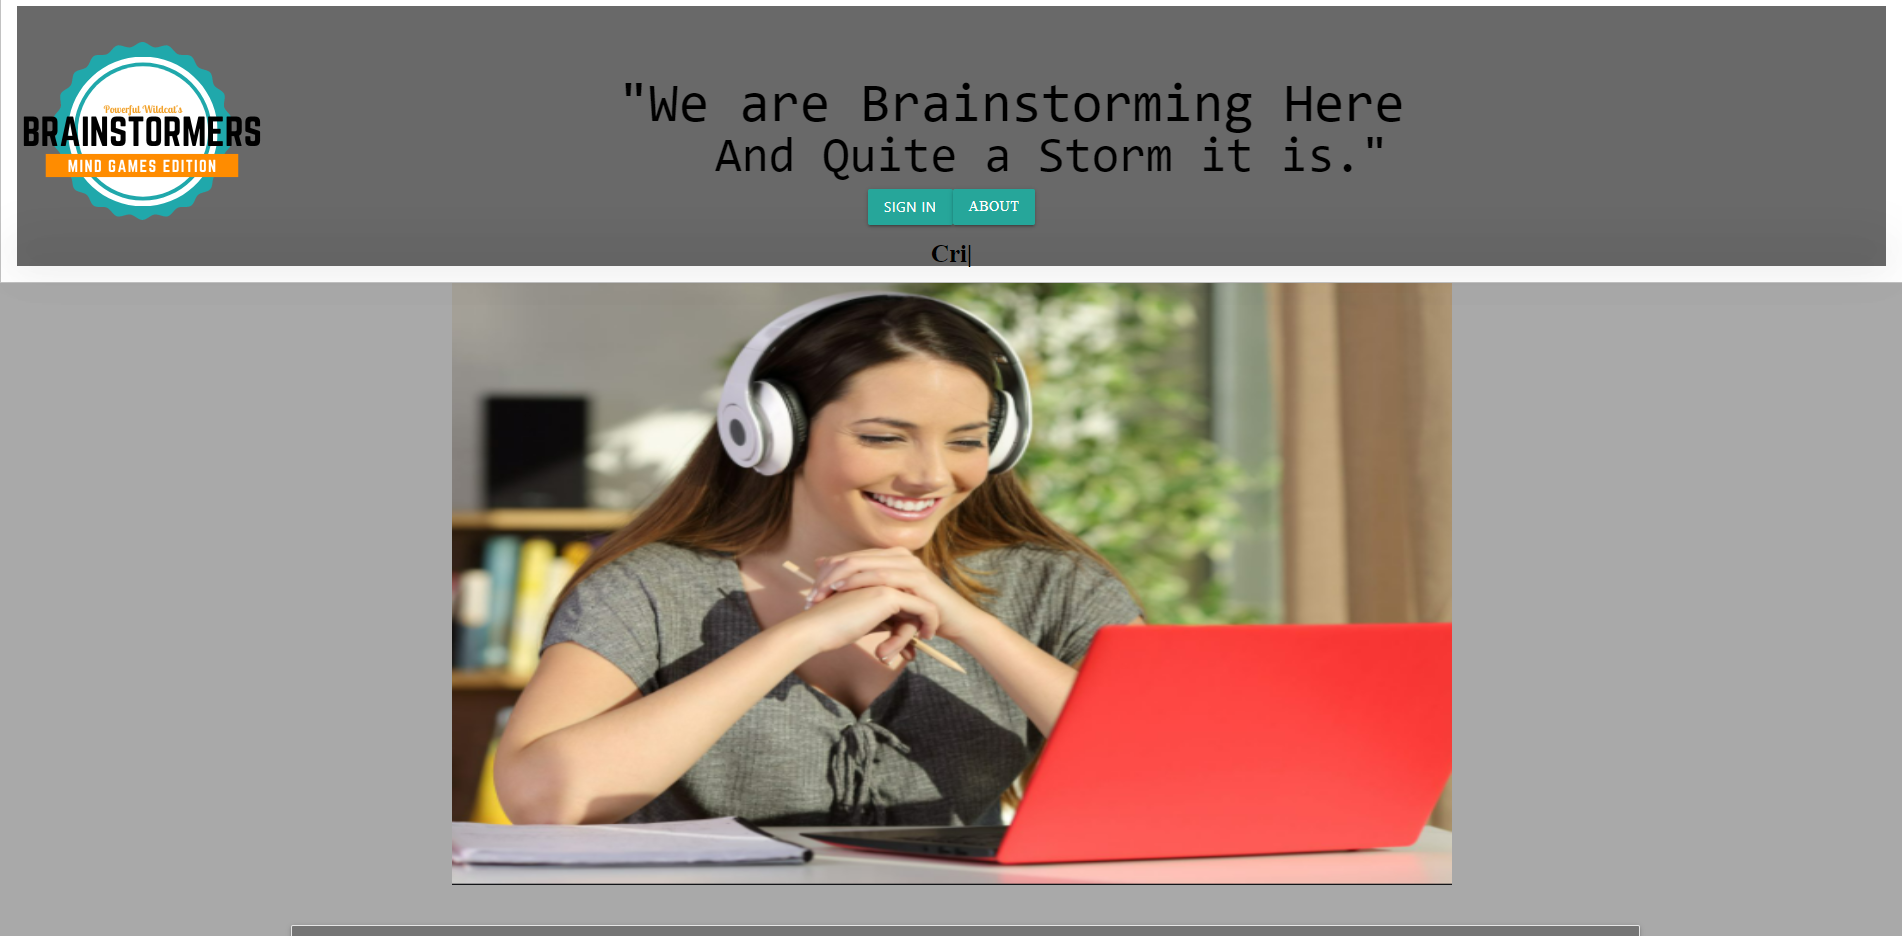 Powerful Wildcat's
BRAINSTORMERS
MIND GAMES EDITION
"We are Brainstorming Here
And Quite a Storm it is."
SIGN IN
ABOUT
Cri|